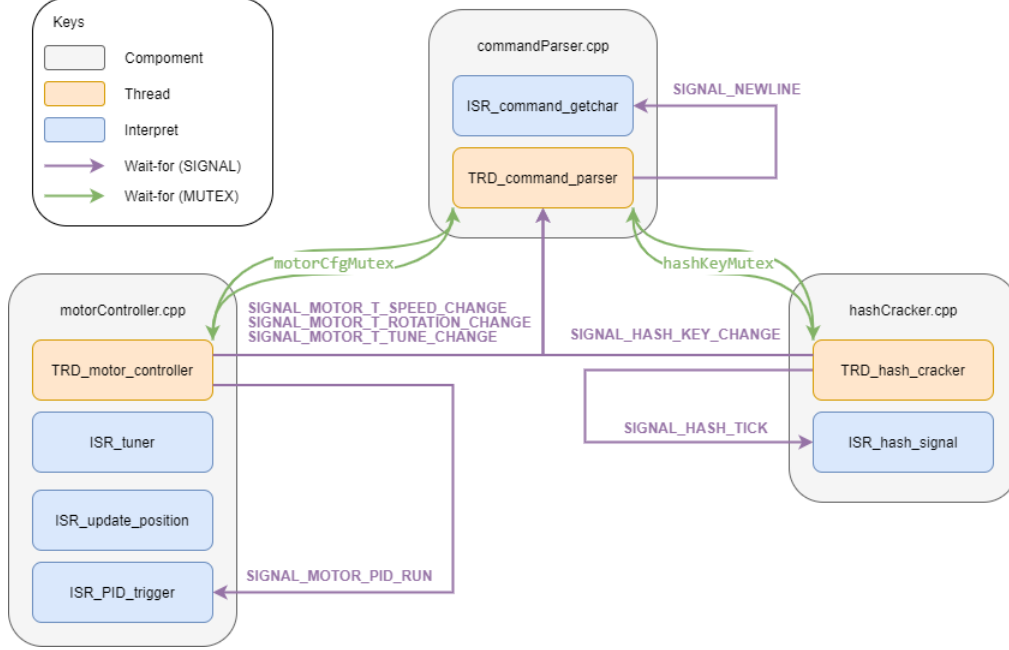 Keys
Compoment
Thread
Interpret
Wait-for (SIGNAL)
Wait-for (MUTEX)
commandParser.cpp
ISR_command_getchar
SIGNAL_NEWLINE
TRD_command_parser
motorCfgMutex
hashKeyMutex
motorController.cpp
SIGNAL_MOTOR_T_SPEED_CHANGE
SIGNAL_MOTOR_T_ROTATION_CHANGE
SIGNAL_MOTOR_T_TUNE_CHANGE
SIGNAL_HASH_KEY_CHANGE
hashCracker.cpp
TRD_motor_controller
TRD_hash_cracker
ISR_tuner
SIGNAL_HASH_TICK
ISR_hash_signal
ISR_update_position
SIGNAL_MOTOR_PID_RUN
ISR_PID_trigger